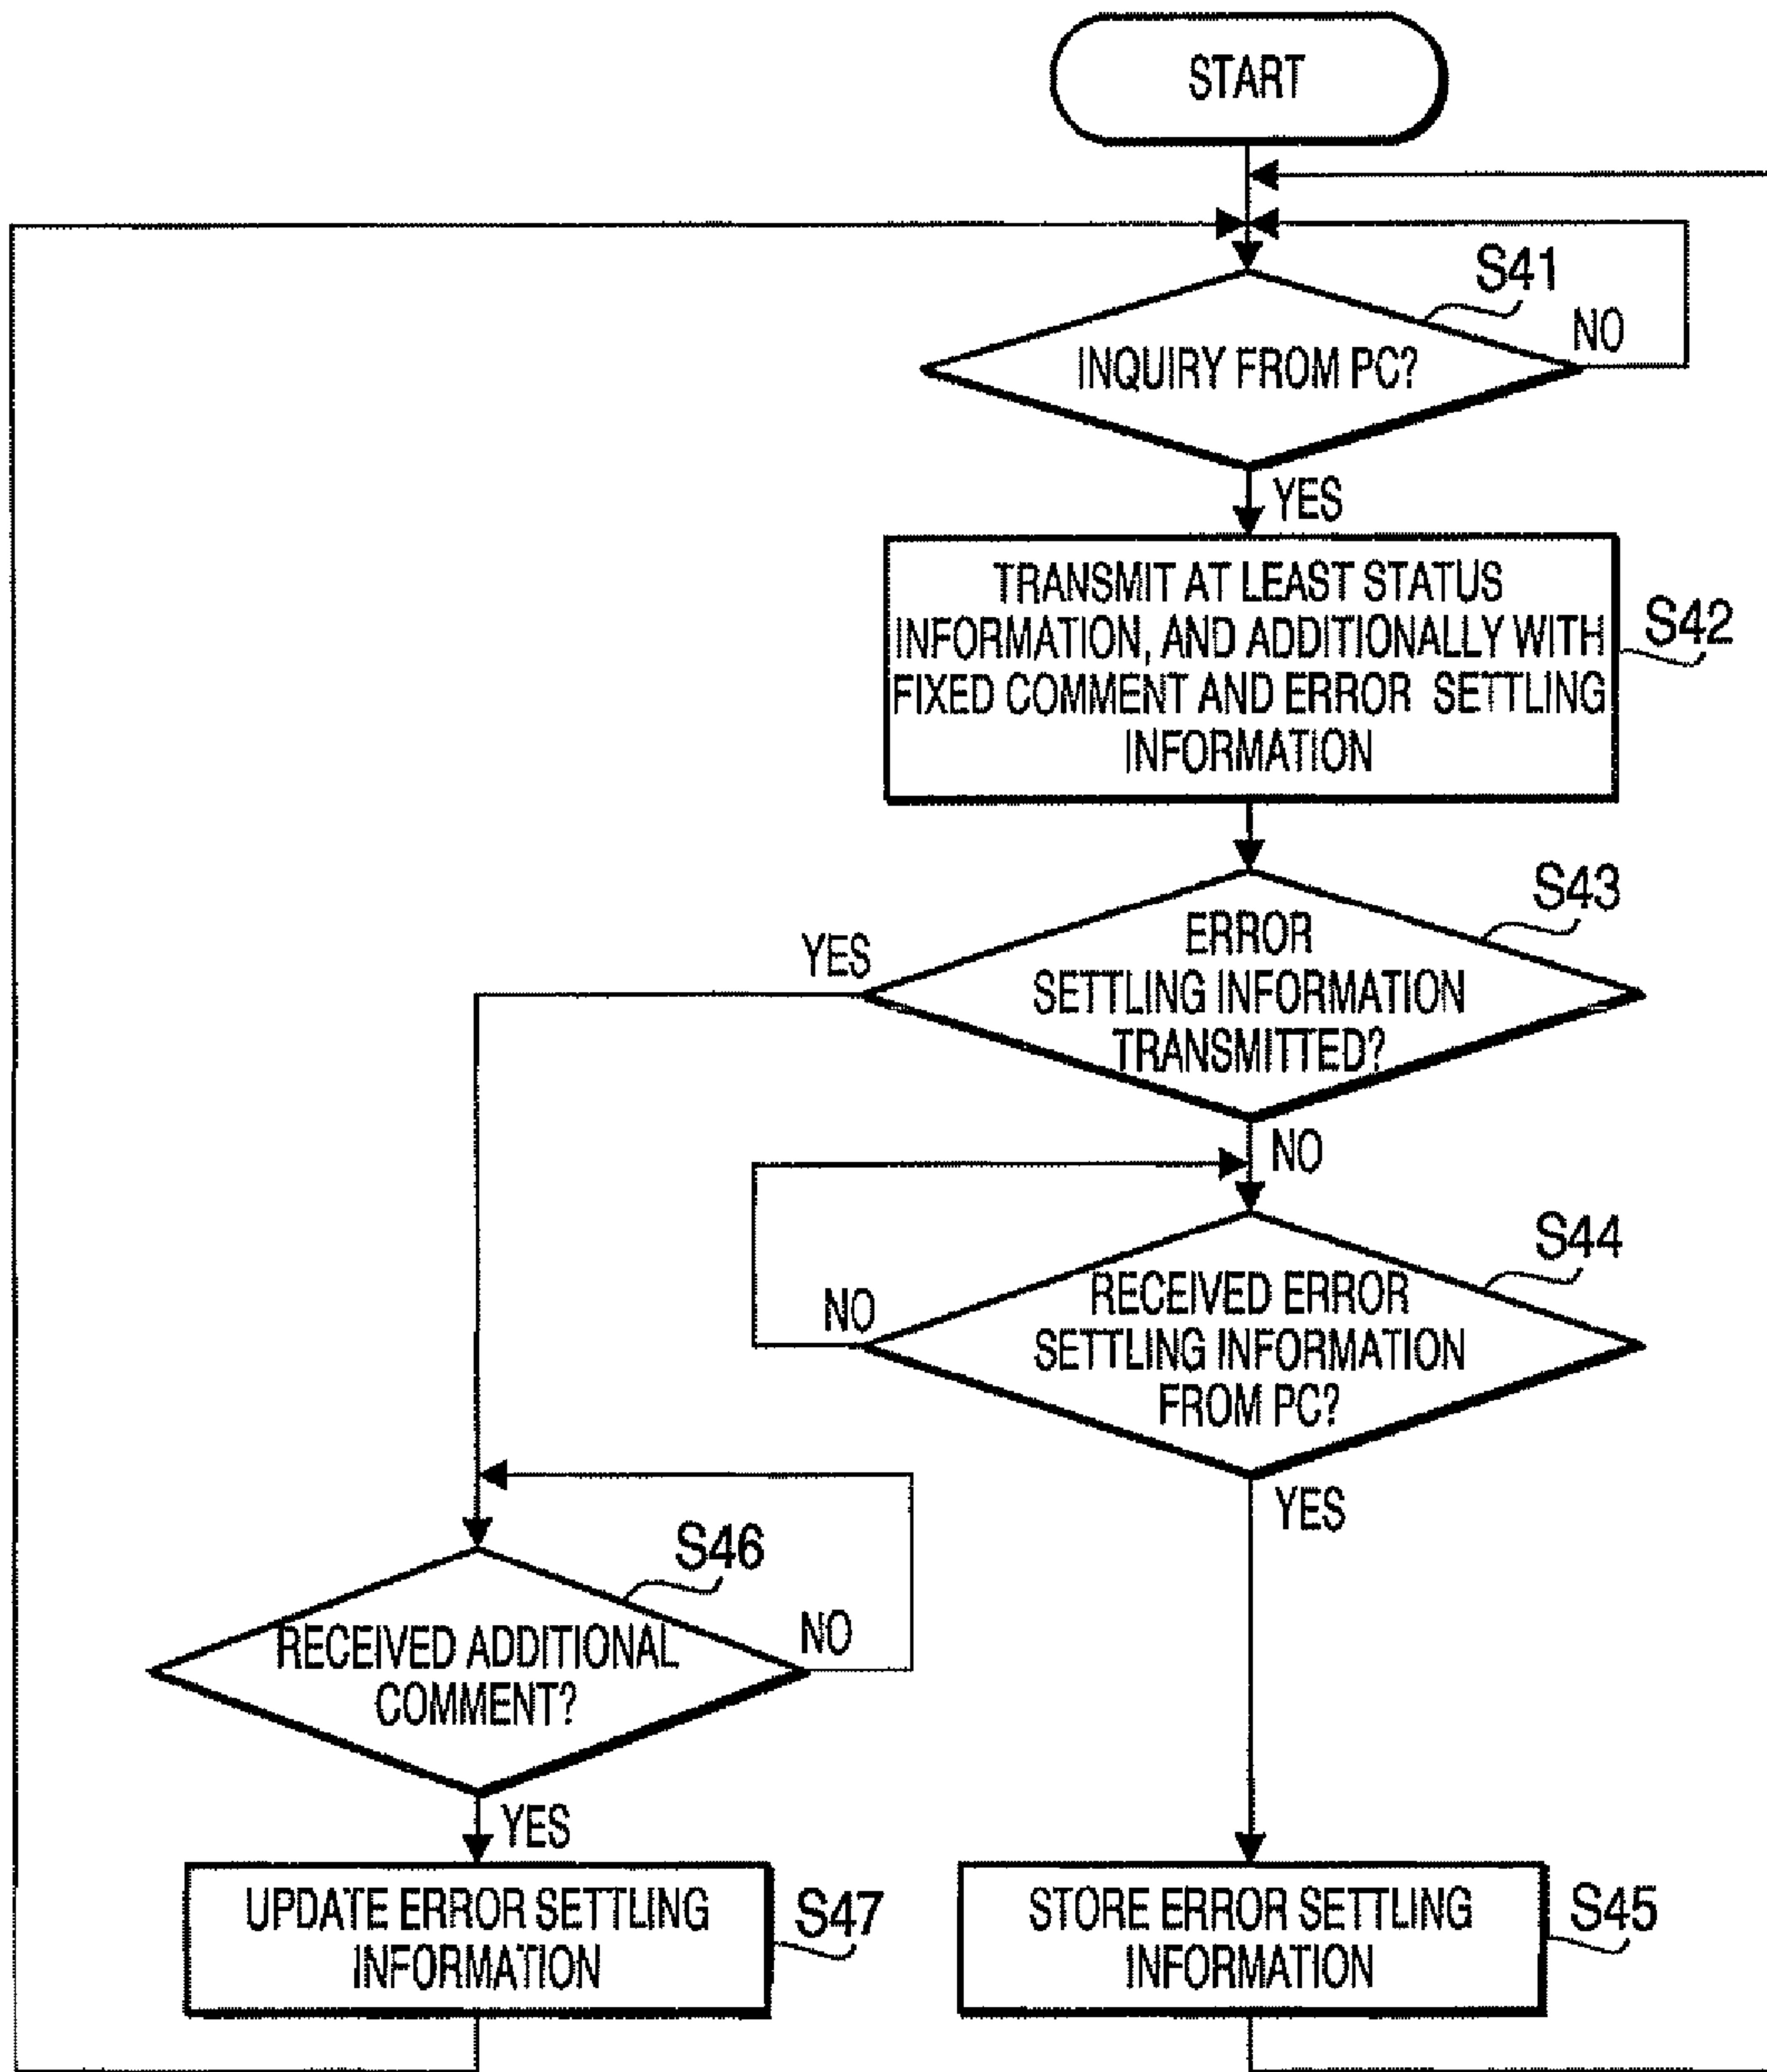 START
S41
INQUIRY FROM PC?
NO
YES
TRANSMIT AT LEAST STATUS
INFORMATION, AND ADDITIONALLY WITH
FIXED COMMENT AND ERROR SETTLING
INFORMATION
S42
S43
YES
ERROR
SETTLING INFORMATION
TRANSMITTED?
NO
S44
NO
RECEIVED ERROR
SETTLING INFORMATION
FROM PC?
YES
S46
RECEIVED ADDITIONAL
COMMENT?
NO
YES
UPDATE ERROR SETTLING
INFORMATION
S47
STORE ERROR SETTLING
INFORMATION
S45